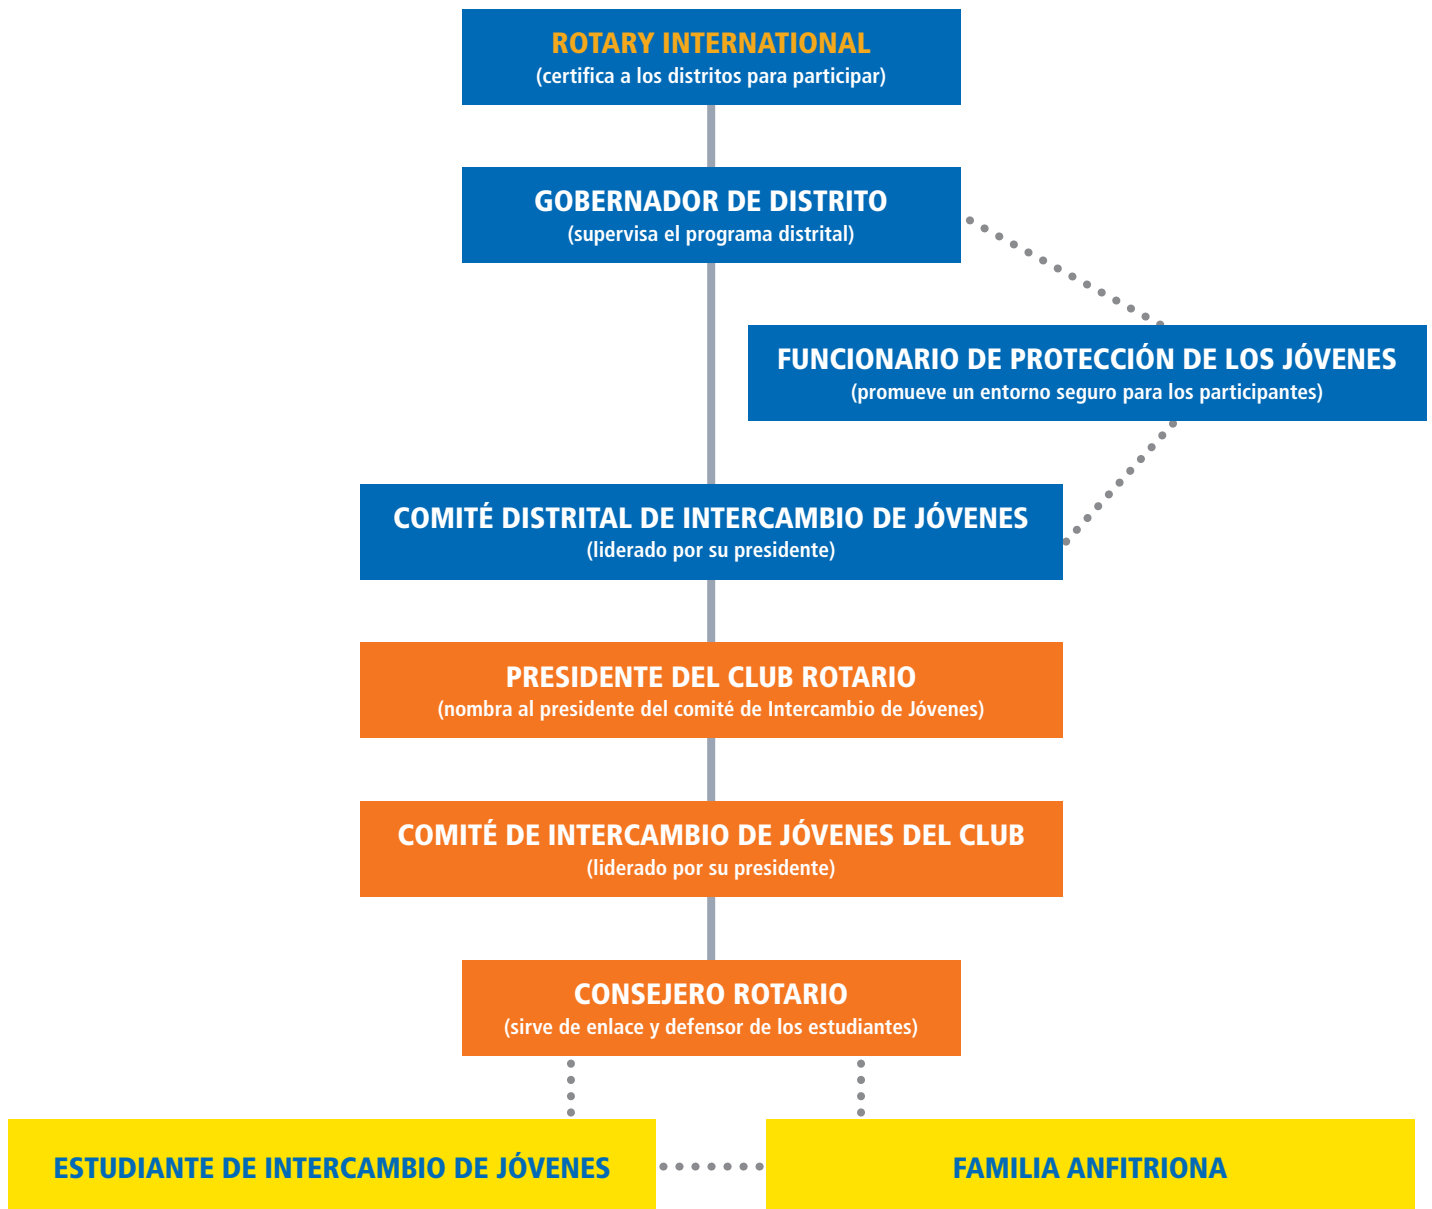 ROTARY INTERNATIONAL
(certifica a los distritos para participar)
GOBERNADOR DE DISTRITO
(supervisa el programa distrital)
FUNCIONARIO DE PROTECCIÓN DE LOS JÓVENES
(promueve un entorno seguro para los participantes)
COMITÉ DISTRITAL DE INTERCAMBIO DE JÓVENES
(liderado por su presidente)
PRESIDENTE DEL CLUB ROTARIO
(nombra al presidente del comité de Intercambio de Jóvenes)
COMITÉ DE INTERCAMBIO DE JÓVENES DEL CLUB
(liderado por su presidente)
CONSEJERO ROTARIO
(sirve de enlace y defensor de los estudiantes)
ESTUDIANTE DE INTERCAMBIO DE JÓVENES
FAMILIA ANFITRIONA